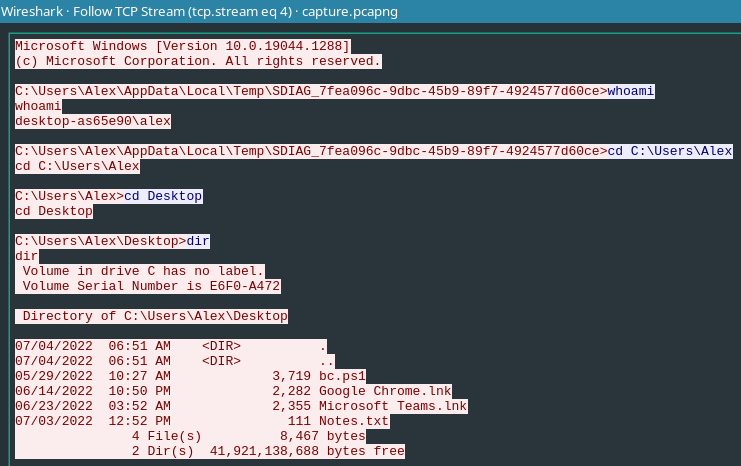 Wireshark · Follow TCP Stream (tcp.stream eq 4) · capture.pcapng
Microsoft Windows [Version 10.0.19044.1288]
(c) Microsoft Corporation. All rights reserved.
C:\Users\Alex\AppData\Local\Temp\SDIAG_7fea096c-9dbc-45b9-89f7-4924577d60ce>whoami
whoami
desktop-as65e90\alex
C:\Users\Alex\AppData\Local\Temp\SDIAG_7fea096c-9dbc-45b9-89f7-4924577d60ce>cd C:\Users\Alex
cd C:\Users\Alex
C:\Users\Alex>cd Desktop
cd Desktop
C:\Users\Alex\Desktop>dir
dir
 Volume in drive C has no label.
 Volume Serial Number is E6F0-A472
 Directory of C:\Users\Alex\Desktop
07/04/2022  06:51 AM    <DIR>          .
07/04/2022  06:51 AM    <DIR>          ..
05/29/2022  10:27 AM             3,719 bc.ps1
06/14/2022  10:50 PM             2,282 Google Chrome.lnk
06/23/2022  03:52 AM             2,355 Microsoft Teams.lnk
07/03/2022  12:52 PM               111 Notes.txt
               4 File(s)          8,467 bytes
               2 Dir(s)  41,921,138,688 bytes free